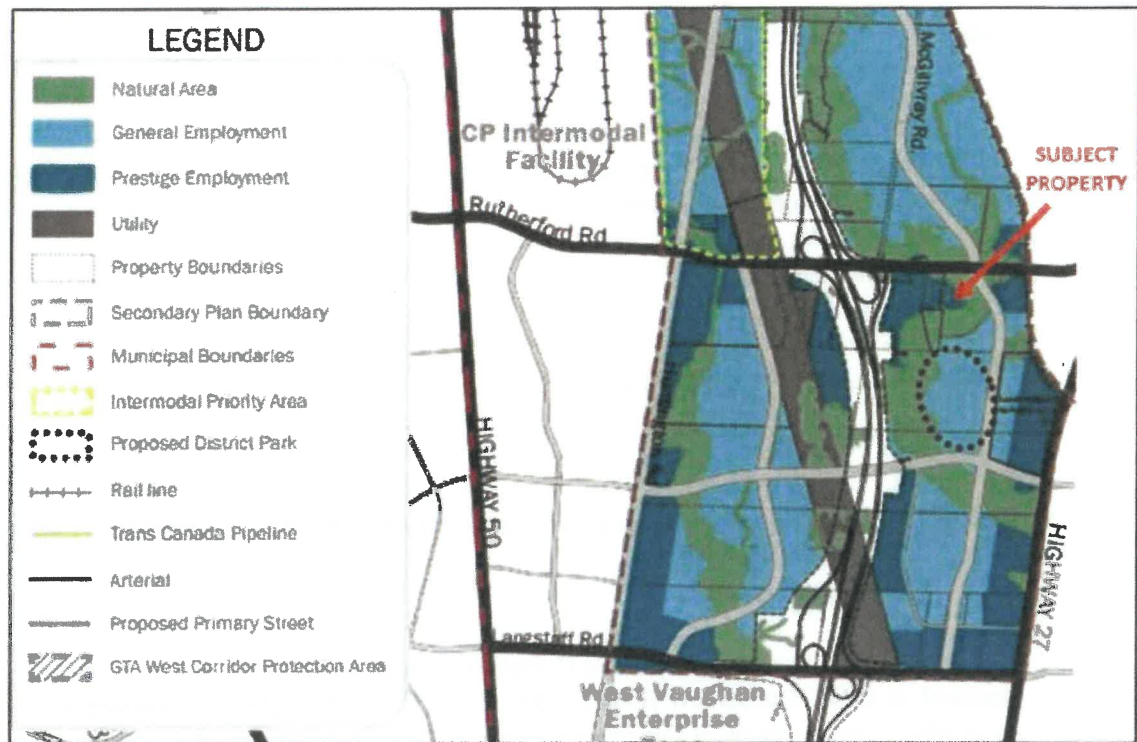 LEGEND
Natural Area
General Employment
Prestige Employment
Utility
Property Boundaries
Secondary Plan Boundary
Municipal Boundaries
Intermodal Priority Area
Proposed District Park
Rail line
Trans Canada Pipeline
Arterial
Proposed Primary Street
GTA West Corridor Protection Area
CP Intermodal
Facility
McGillivray Rd.
SUBJECT
PROPERTY
Rutherford Rd.
HIGHWAY 50
HIGHWAY 27
Langstaff Rd.
West Vaughan
Enterprise